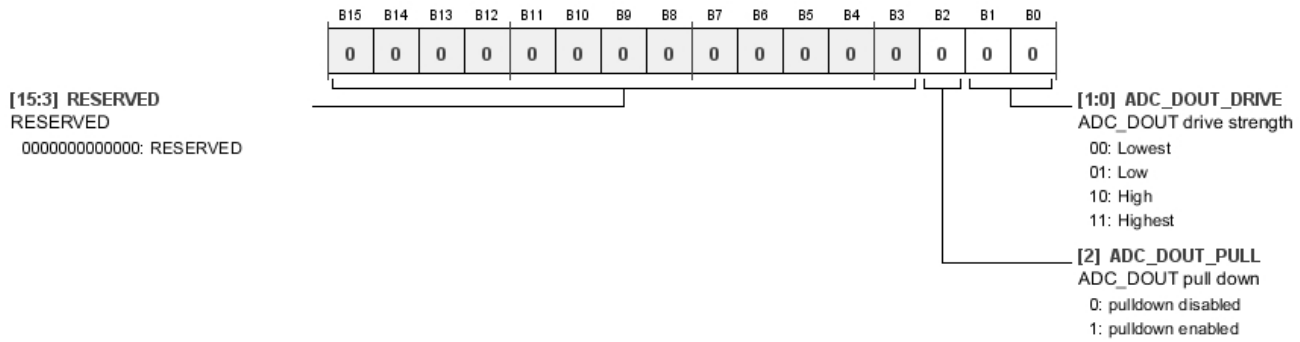 B15 B14 B13 B12 B11 B10 B9 B8 B7 B6 B5 B4 B3 B2 B1 B0
0 0 0 0 0 0 0 0 0 0 0 0 0 0 0 0
[15:3] RESERVED
RESERVED
0000000000000: RESERVED
[1:0] ADC_DOUT_DRIVE
ADC_DOUT drive strength
00: Lowest
01: Low
10: High
11: Highest
[2] ADC_DOUT_PULL
ADC_DOUT pull down
0: pulldown disabled
1: pulldown enabled